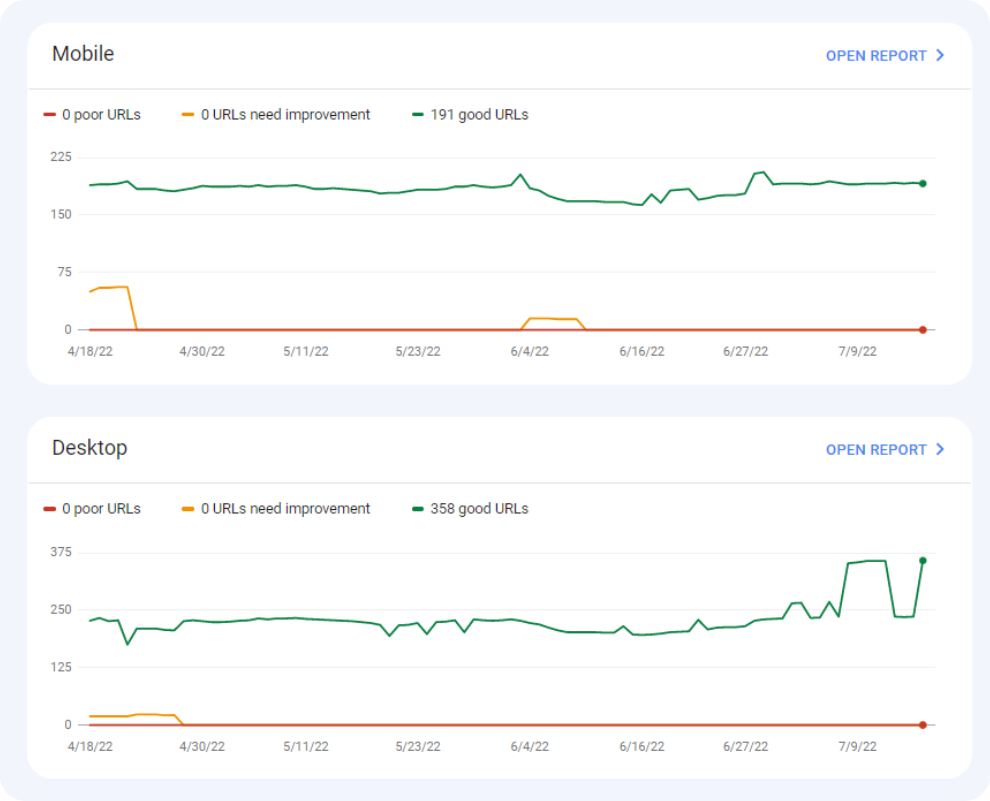 Mobile
OPEN REPORT
0 poor URLs 0 URLs need improvement 191 good URLs
225
150
75
0
4/18/22 4/30/22 5/11/22 5/23/22 6/4/22 6/16/22 6/27/22 7/9/22
Desktop
OPEN REPORT
0 poor URLs 0 URLs need improvement 358 good URLs
375
250
125
0
4/18/22 4/30/22 5/11/22 5/23/22 6/4/22 6/16/22 6/27/22 7/9/22